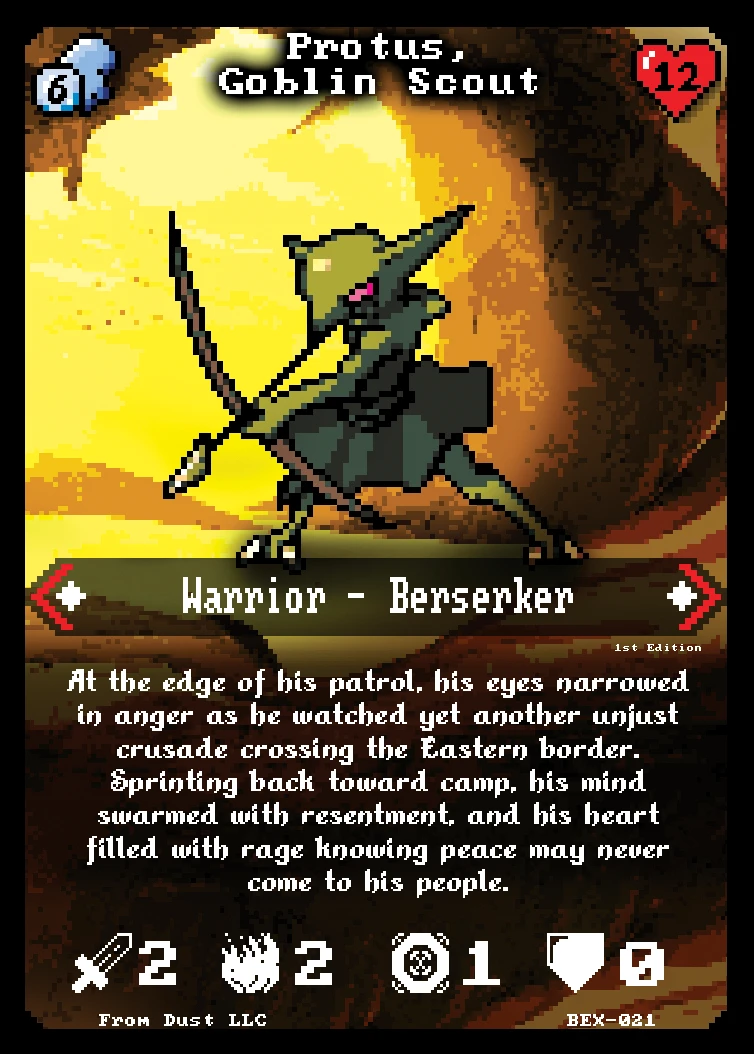 Protus,
Goblin Scout
6
12
Warrior - Berserker
1st Edition
At the edge of his patrol, his eyes narrowed
in anger as he watched yet another unjust
crusade crossing the Eastern border.
Sprinting back toward camp, his mind
swarmed with resentment, and his heart
filled with rage knowing peace may never
come to his people.
2 2 1 0
From Dust LLC BEX-021